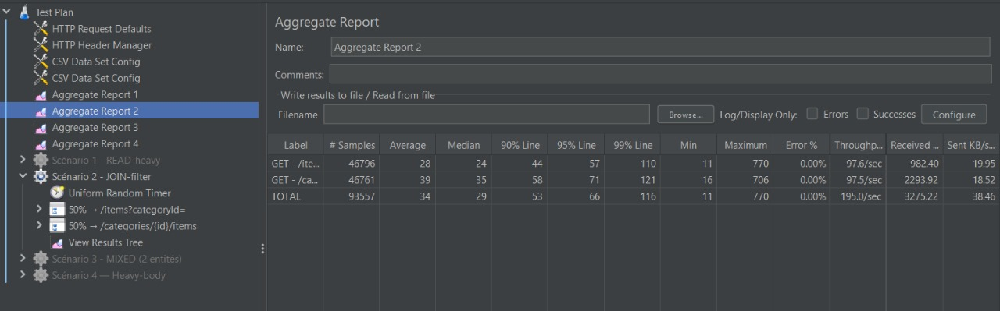 Test Plan
HTTP Request Defaults
HTTP Header Manager
CSV Data Set Config
CSV Data Set Config
Aggregate Report 1
Aggregate Report 2
Aggregate Report 3
Aggregate Report 4
Scénario 1 - READ-heavy
Scénario 2 - JOIN-filter
Uniform Random Timer
50% → /items?categoryId=
50% → /categories/{id}/items
View Results Tree
Scénario 3 - MIXED (2 entités)
Scénario 4 — Heavy-body
Aggregate Report
Name: Aggregate Report 2
Comments:
Write results to file / Read from file
Filename Browse... Log/Display Only: Errors Successes Configure
Label # Samples Average Median 90% Line 95% Line 99% Line Min Maximum Error % Throughp... Received ... Sent KB/s...
GET - /ite... 46796 28 24 44 57 110 11 770 0.00% 97.6/sec 982.40 19.95
GET - /ca... 46761 39 35 58 71 121 16 706 0.00% 97.5/sec 2293.92 18.52
TOTAL 93557 34 29 53 66 116 11 770 0.00% 195.0/sec 3275.22 38.46